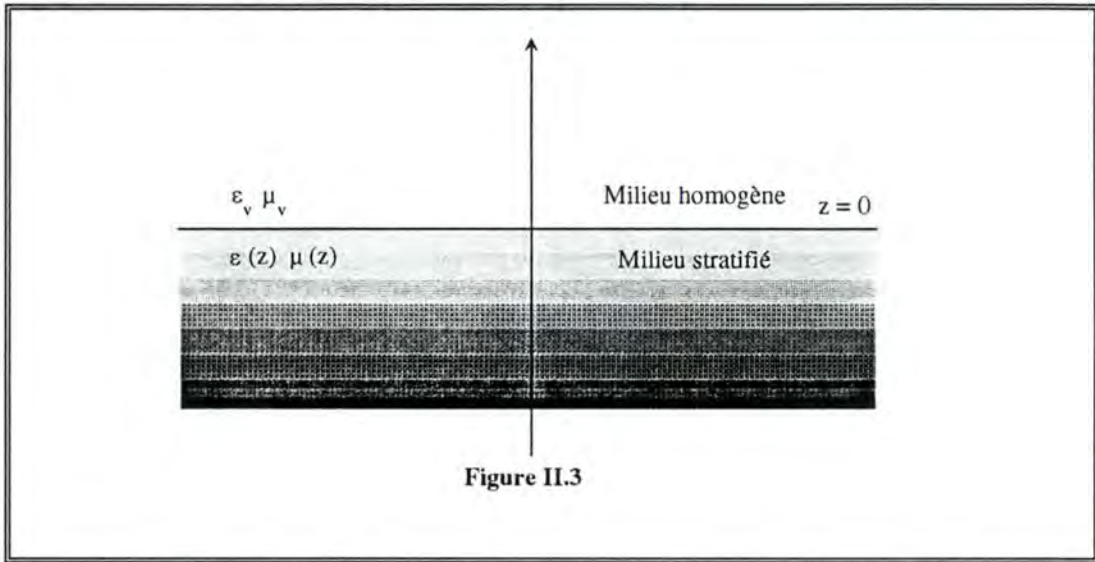 ε_v μ_v Milieu homogène z = 0
ε (z) μ (z) Milieu stratifié
Figure II.3